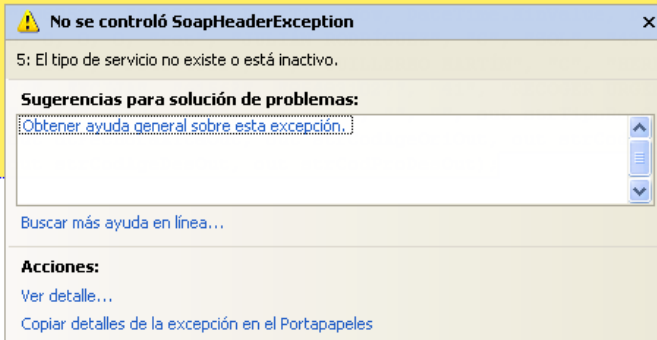 No se controló SoapHeaderException
5: El tipo de servicio no existe o está inactivo.
Sugerencias para solución de problemas:
Obtener ayuda general sobre esta excepción.
Buscar más ayuda en línea...
Acciones:
Ver detalle...
Copiar detalles de la excepción en el Portapapeles